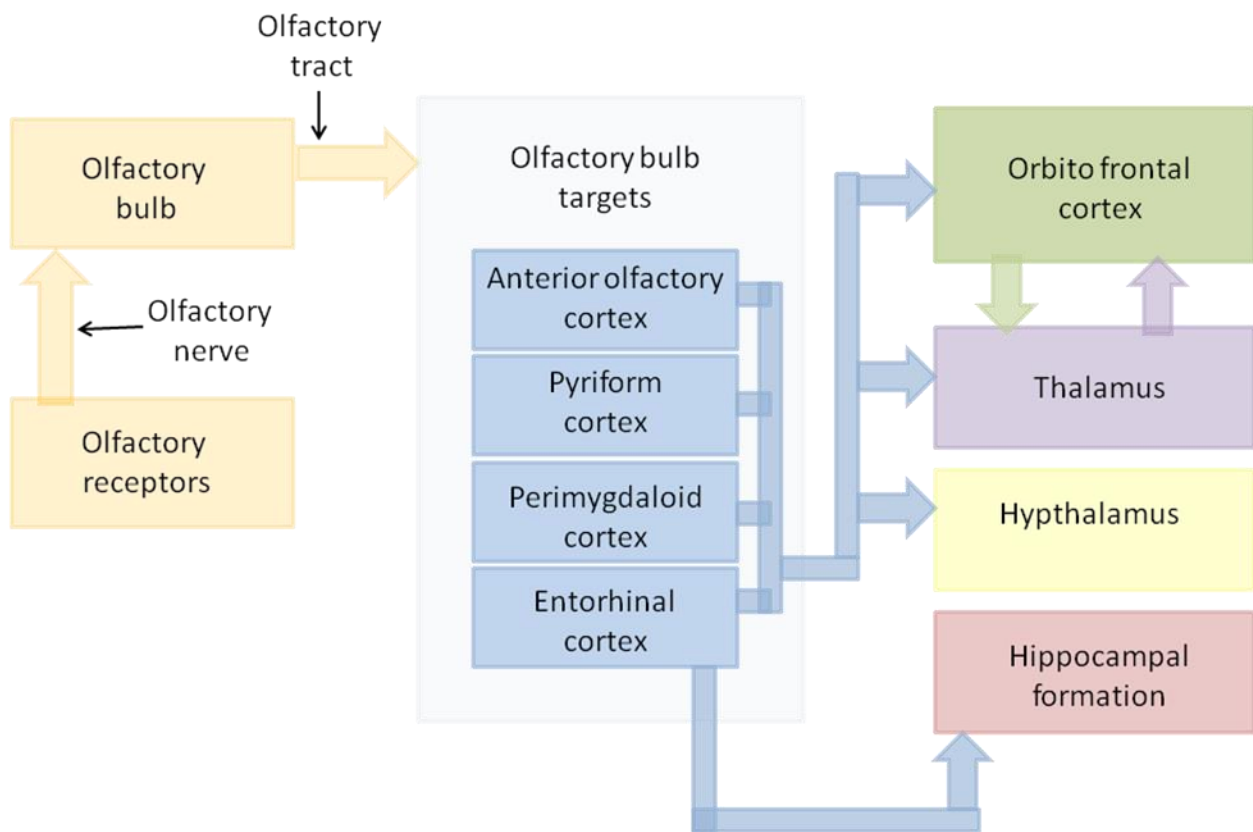 Olfactory
tract
Olfactory
bulb
Olfactory
nerve
Olfactory
receptors
Olfactory bulb
targets
Anterior olfactory
cortex
Pyriform
cortex
Perimygdaloid
cortex
Entorhinal
cortex
Orbito frontal
cortex
Thalamus
Hypthalamus
Hippocampal
formation